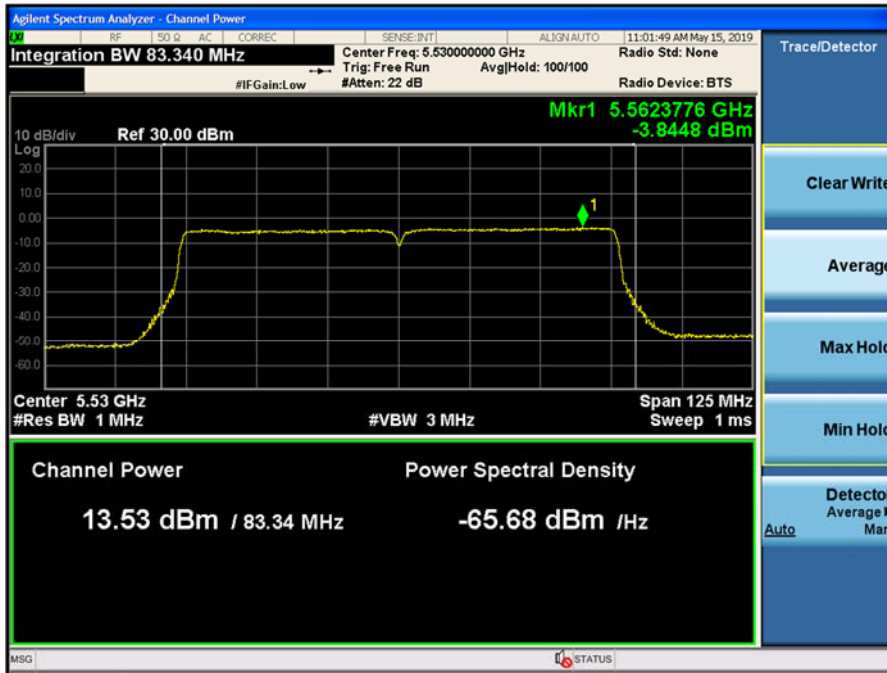 Agilent Spectrum Analyzer - Channel Power
LXI RF 50 Ω AC CORREC SENSE:INT ALIGN AUTO 11:01:49 AM May 15, 2019
Integration BW 83.340 MHz
Center Freq: 5.530000000 GHz
Radio Std: None
Trig: Free Run
Avg|Hold: 100/100
#IFGain:Low
#Atten: 22 dB
Radio Device: BTS
Mkr1 5.5623776 GHz
-3.8448 dBm
10 dB/div Ref 30.00 dBm
Log
20.0
10.0
0.00
-10.0
-20.0
-30.0
-40.0
-50.0
-60.0
1
Center 5.53 GHz
Span 125 MHz
#Res BW 1 MHz
#VBW 3 MHz
Sweep 1 ms
Channel Power
Power Spectral Density
13.53 dBm / 83.34 MHz
-65.68 dBm /Hz
MSG
STATUS
Trace/Detector
Clear Write
Average
Max Hold
Min Hold
Detector
Average
Auto Man